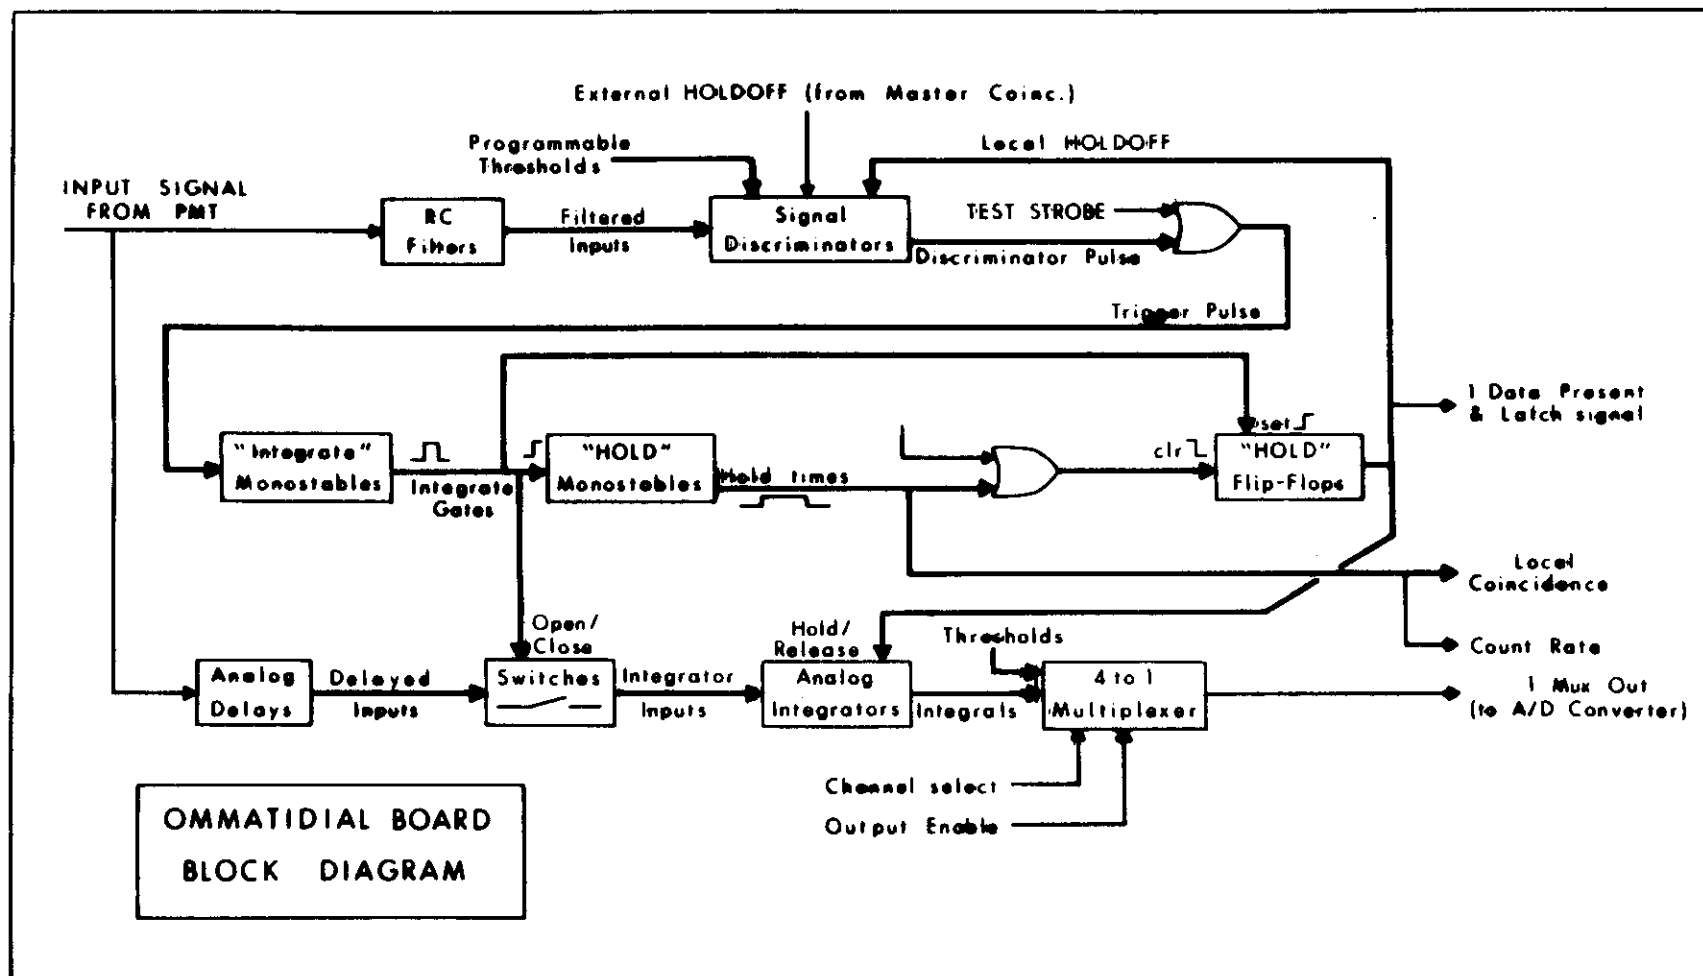 External HOLDOFF (from Master Coinc.)
Programmable
Thresholds
Local HOLDOFF
INPUT SIGNAL
FROM PMT
RC
Filters
Filtered
Inputs
Signal
Discriminators
TEST STROBE
Discriminator Pulse
Trigger Pulse
1 Data Present
& Latch signal
"Integrate"
Monostables
Integrate
Gates
"HOLD"
Monostables
Hold times
set
clr
"HOLD"
Flip-Flops
Local
Coincidence
Count Rate
Open/
Close
Hold/
Release
Thresholds
Analog
Delays
Delayed
Inputs
Switches
Integrator
Inputs
Analog
Integrators
Integrals
4 to 1
Multiplexer
1 Mux Out
(to A/D Converter)
Channel select
Output Enable
OMMATIDIAL BOARD
BLOCK DIAGRAM